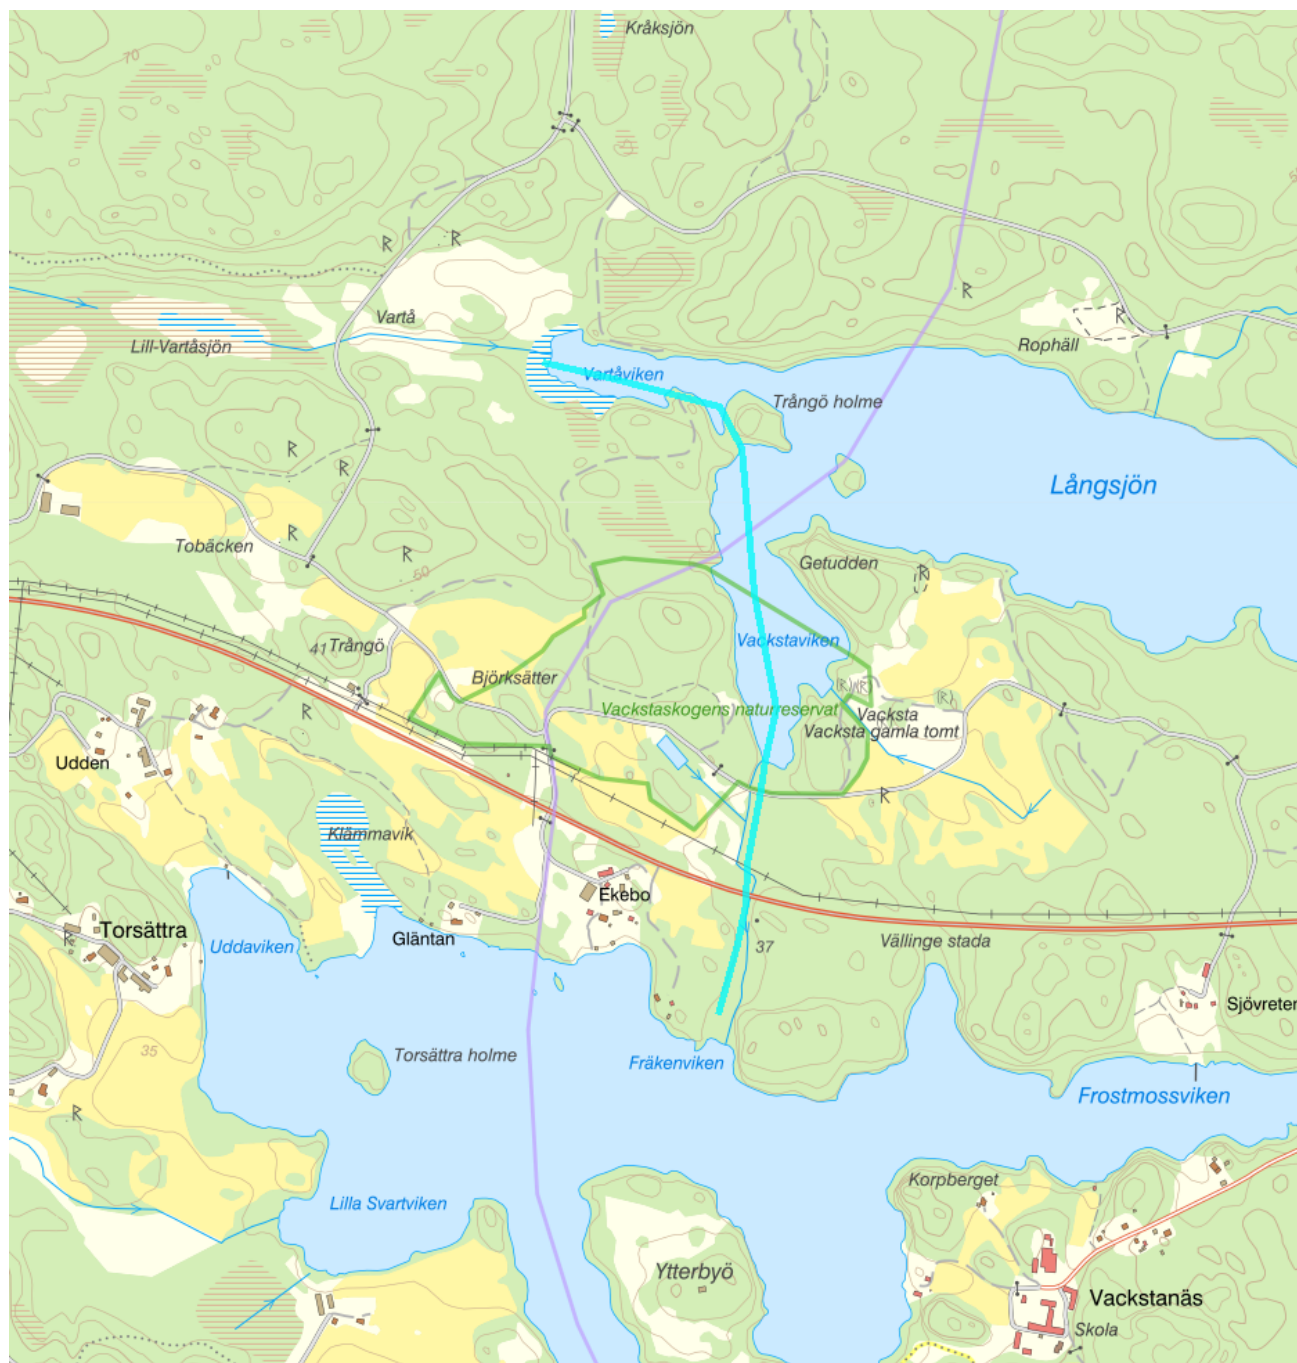 Kråksjön
70
Vartå
Lill-Vartåsjön
Rophäll
Vartåviken
Trångö holme
Långsjön
Tobäcken
Getudden
60
Vackstaviken
41
Trångö
Björksätter
(R)
(R)
Vackstaskogens naturreservat
Vacksta
Vacksta gamla tomt
Udden
Klämmavik
Ekebo
Torsättra
Gläntan
Uddaviken
Vällinge stada
37
Sjövreten
35
Torsättra holme
Fräkenviken
Frostmossviken
Korpberget
Lilla Svartviken
Ytterbyö
Vackstanäs
Skola